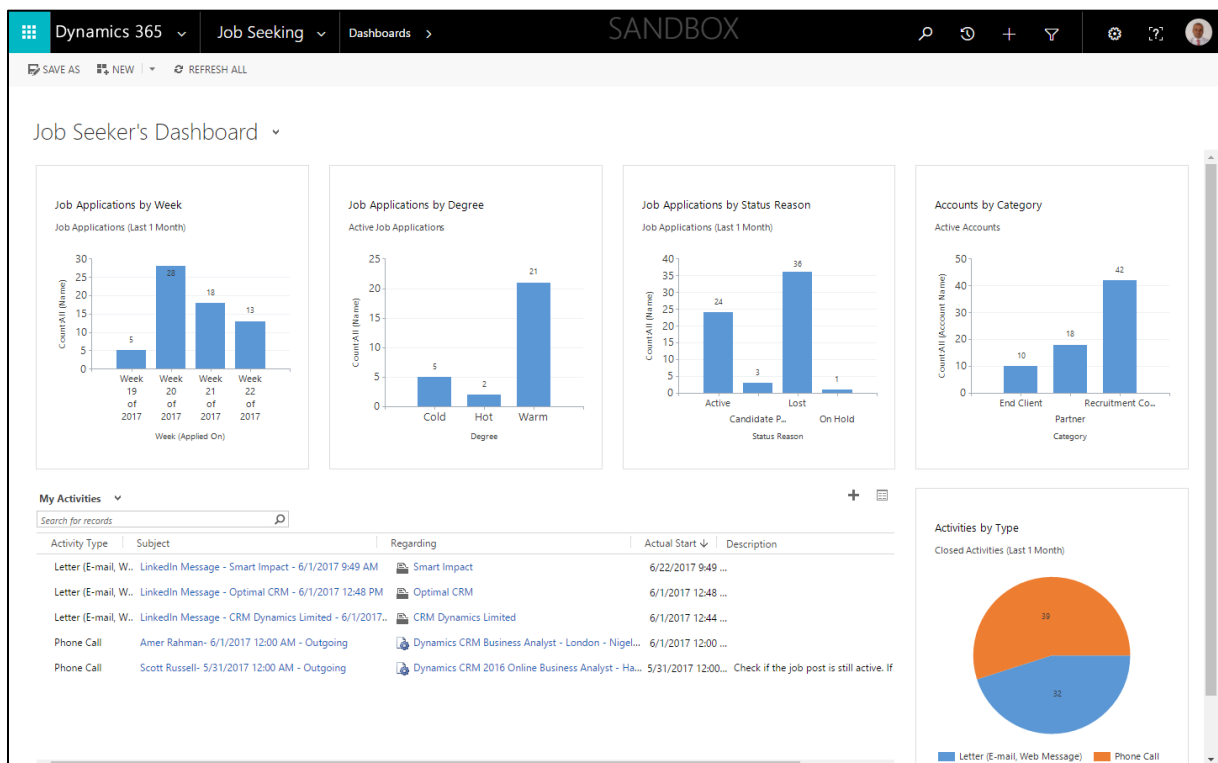 Dynamics 365 Job Seeking Dashboards SANDBOX
SAVE AS NEW REFRESH ALL
Job Seeker's Dashboard
Job Applications by Week
Job Applications (Last 1 Month)
Count:All (Name)
30
25
20
15
10
5
0
5
28
18
13
Week 19 of 2017
Week 20 of 2017
Week 21 of 2017
Week 22 of 2017
Week (Applied On)
Job Applications by Degree
Active Job Applications
Count:All (Name)
25
20
15
10
5
0
5
2
21
Cold Hot Warm
Degree
Job Applications by Status Reason
Job Applications (Last 1 Month)
Count:All (Name)
40
35
30
25
20
15
10
5
0
24
3
36
1
Active Lost
Candidate P... On Hold
Status Reason
Accounts by Category
Active Accounts
Count:All (Account Name)
50
40
30
20
10
0
10
18
42
End Client Recruitment Co...
Partner
Category
My Activities
Search for records
Activity Type Subject Regarding Actual Start Description
Letter (E-mail, W.. LinkedIn Message - Smart Impact - 6/1/2017 9:49 AM Smart Impact 6/22/2017 9:49 ...
Letter (E-mail, W.. LinkedIn Message - Optimal CRM - 6/1/2017 12:48 PM Optimal CRM 6/1/2017 12:48 ...
Letter (E-mail, W.. LinkedIn Message - CRM Dynamics Limited - 6/1/2017.. CRM Dynamics Limited 6/1/2017 12:44 ...
Phone Call Amer Rahman- 6/1/2017 12:00 AM - Outgoing Dynamics CRM Business Analyst - London - Nigel... 6/1/2017 12:00 ...
Phone Call Scott Russell- 5/31/2017 12:00 AM - Outgoing Dynamics CRM 2016 Online Business Analyst - Ha... 5/31/2017 12:00... Check if the job post is still active. If
Activities by Type
Closed Activities (Last 1 Month)
39
32
Letter (E-mail, Web Message) Phone Call